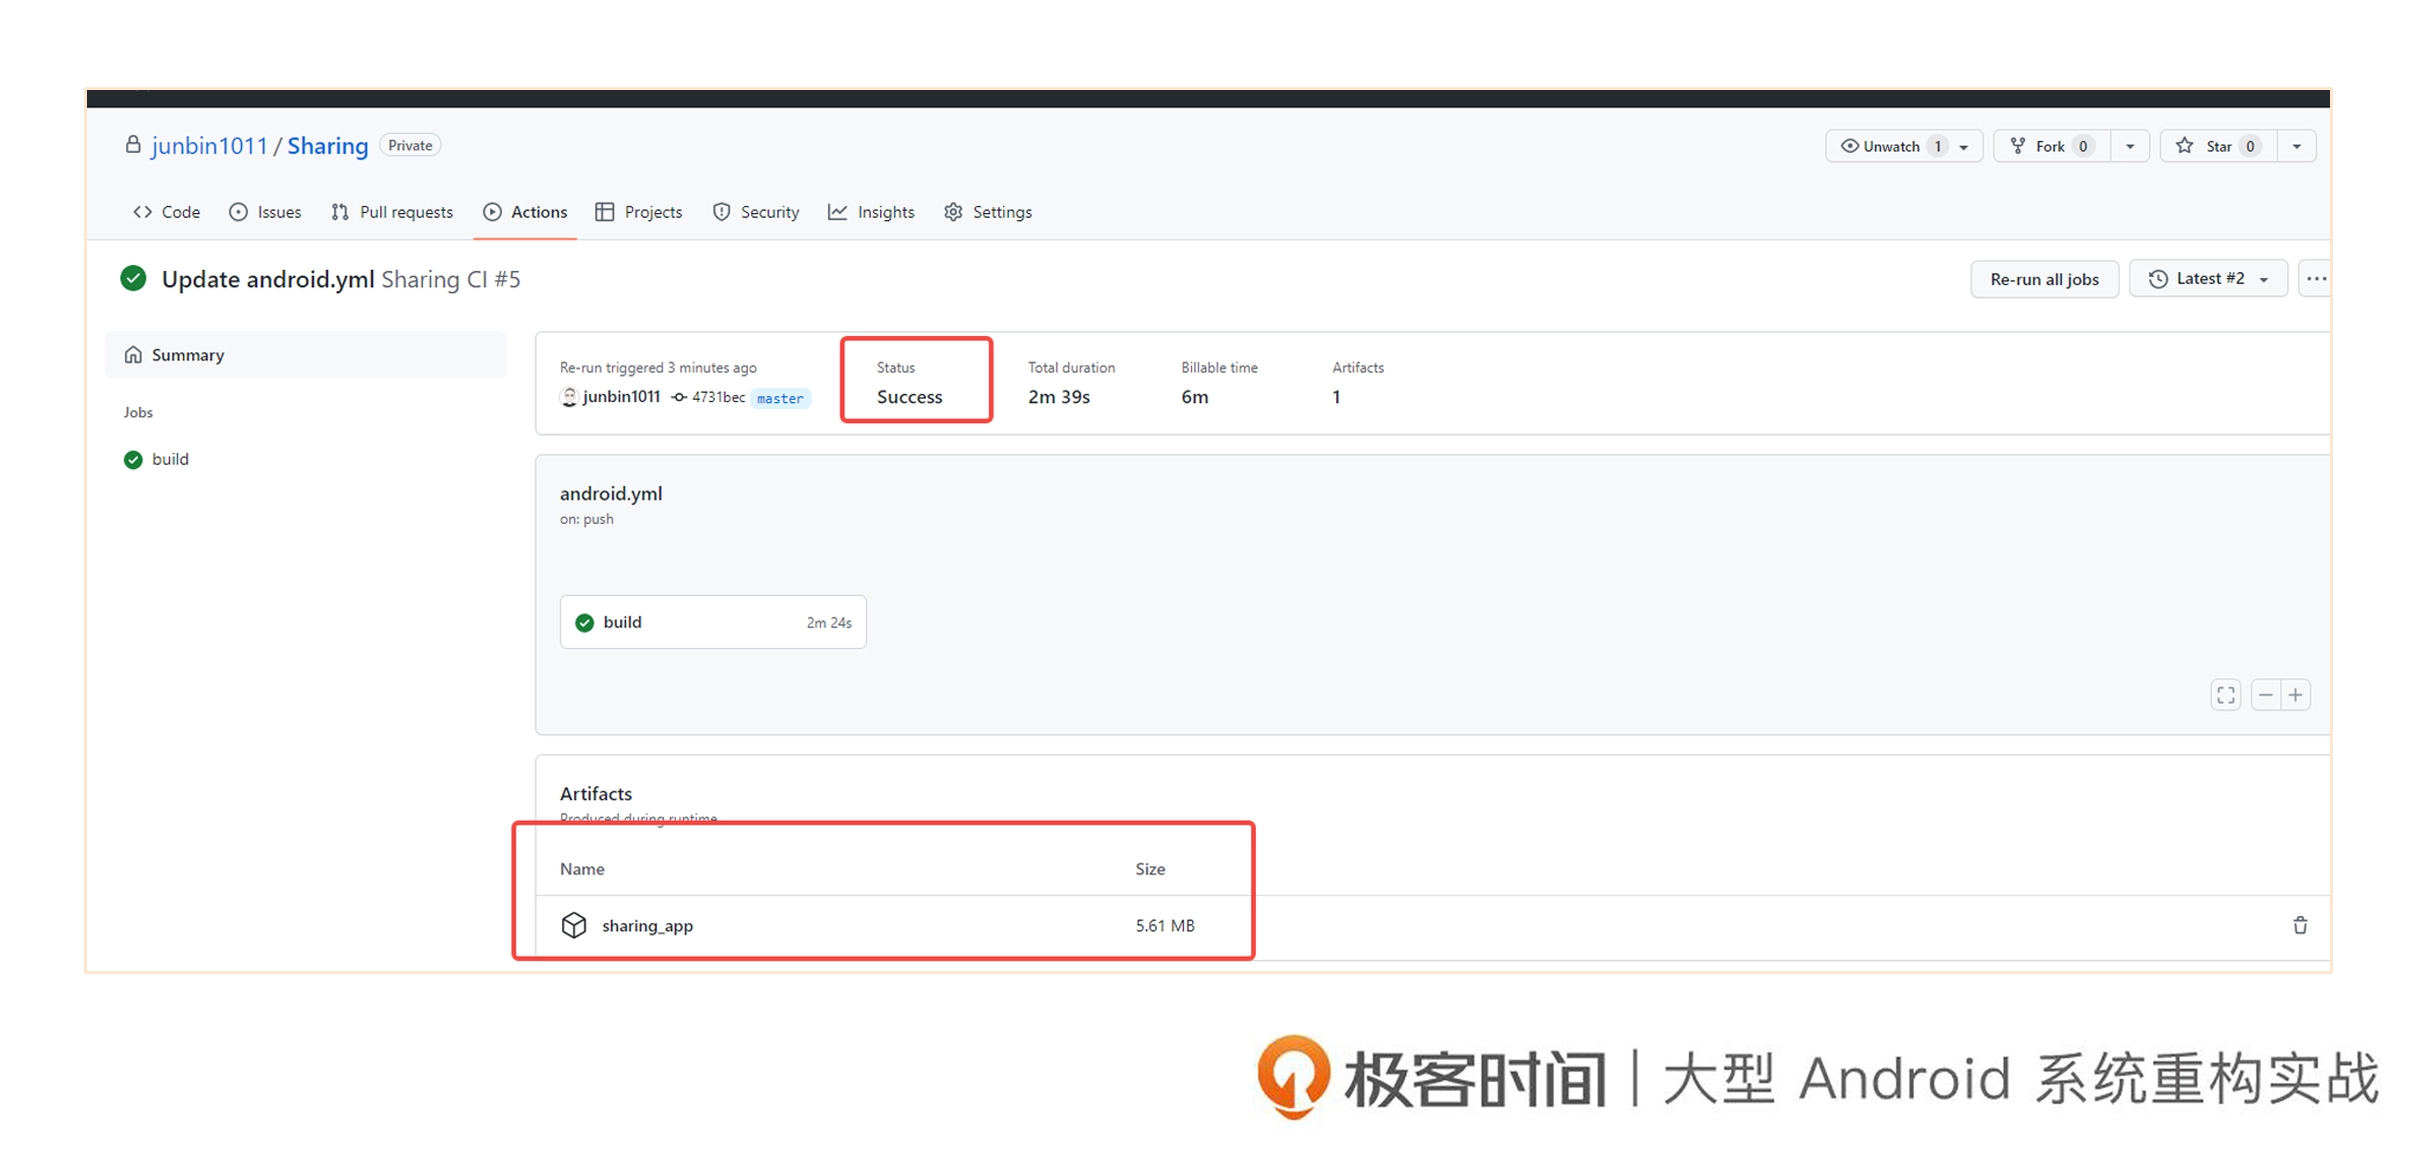 junbin1011 / Sharing Private
Unwatch 1 Fork 0 Star 0
Code Issues Pull requests Actions Projects Security Insights Settings
Update android.yml Sharing CI #5
Re-run all jobs Latest #2 ...
Summary
Jobs
build
Re-run triggered 3 minutes ago Status Total duration Billable time Artifacts
junbin1011 4731bec master Success 2m 39s 6m 1
android.yml
on: push
build 2m 24s
Artifacts
Produced during runtime
Name Size
sharing_app 5.61 MB
极客时间 | 大型 Android 系统重构实战